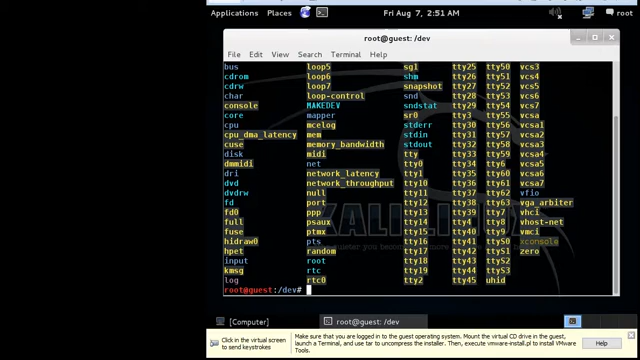 Applications Places Fri Aug 7, 2:51 AM root
root@guest: /dev
File Edit View Search Terminal Help
bus loop5 sg1 tty25 tty50 vcs3
cdrom loop6 shm tty26 tty51 vcs4
cdrw loop7 snapshot tty27 tty52 vcs5
char loop-control snd tty28 tty53 vcs6
console MAKEDEV sndstat tty29 tty54 vcs7
core mapper sr0 tty3 tty55 vcsa
cpu mcelog stderr tty30 tty56 vcsa1
cpu_dma_latency mem stdin tty31 tty57 vcsa2
cuse memory_bandwidth stdout tty32 tty58 vcsa3
disk midi tty tty33 tty59 vcsa4
dmmidi net tty0 tty34 tty6 vcsa5
dri network_latency tty1 tty35 tty60 vcsa6
dvd network_throughput tty10 tty36 tty61 vcsa7
dvdrw null tty11 tty37 tty62 vfio
fd port tty12 tty38 tty63 vga_arbiter
fd0 ppp tty13 tty39 tty7 vhci
full psaux tty14 tty4 tty8 vhost-net
fuse ptmx tty15 tty40 tty9 vmci
hidraw0 pts tty16 tty41 ttyS0 xconsole
hpet random tty17 tty42 ttyS1 zero
input root tty18 tty43 ttyS2
kmsg rtc tty19 tty44 ttyS3
log rtc0 tty2 tty45 uhid
root@guest:/dev#
[Computer] root@guest: /dev
Click in the virtual screen
to send keystrokes
Make sure that you are logged in to the guest operating system. Mount the virtual CD drive in the guest,
launch a Terminal, and use tar to uncompress the installer. Then, execute vmware-install.pl to install VMware
Tools.
Help